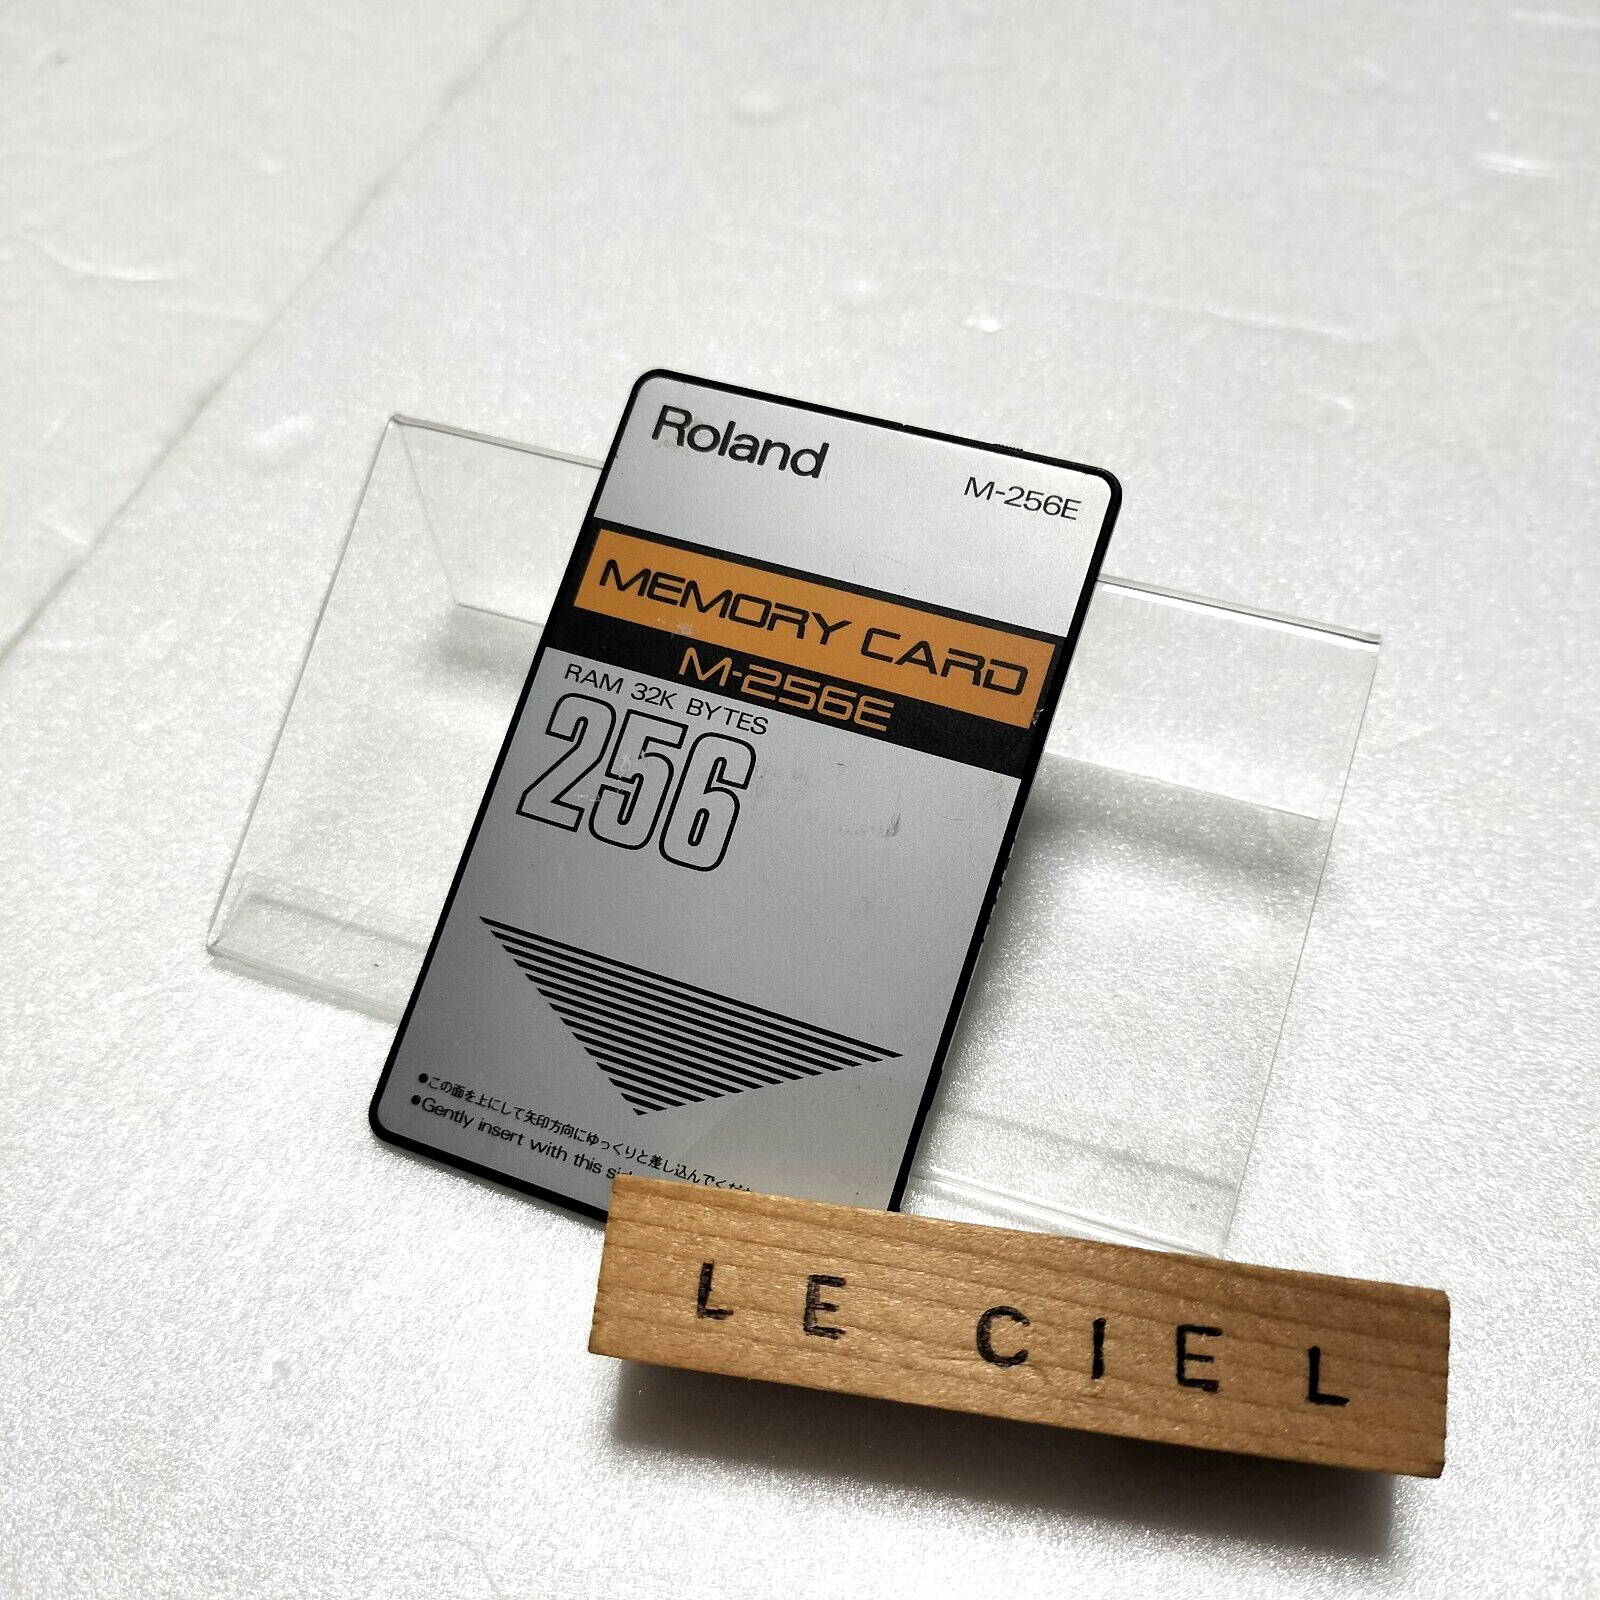 Roland
M-256E
MEMORY CARD
M-256E
RAM 32K BYTES
256
●この面を上にして矢印方向にゆっくりと差し込んでくだ
●Gently insert with this
LE CIEL